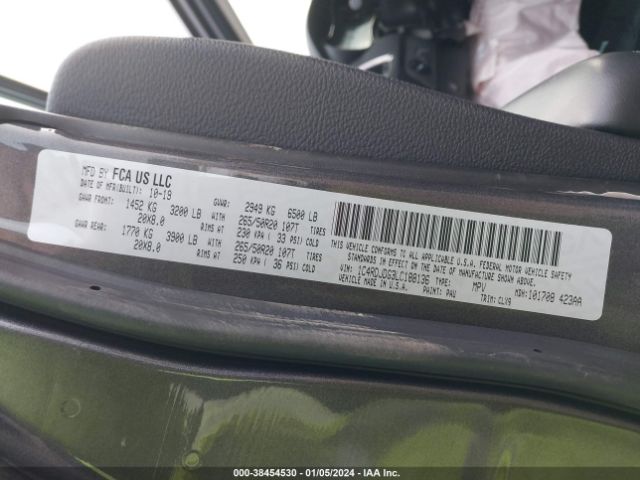 MFD BY FCA US LLC
DATE OF MFR(BUILT): 10-19 GVWR: 2949 KG 6500 LB
GAWR FRONT: 1452 KG 3200 LB WITH 265/50R20 107T TIRES
20X8.0 RIMS AT 230 KPA ( 33 PSI) COLD
GAWR REAR: 1770 KG 3900 LB WITH 265/50R20 107T TIRES
20X8.0 RIMS AT 250 KPA ( 36 PSI) COLD
THIS VEHICLE CONFORMS TO ALL APPLICABLE U.S.A. FEDERAL MOTOR VEHICLE SAFETY
STANDARDS IN EFFECT ON THE DATE OF MANUFACTURE SHOWN ABOVE.
VIN: 1C4RDJDG3LC188136 TYPE: MPV MDH: 101708 423AA
VEHICLE MADE IN U.S.A. PAINT: PAU TRIM: CLV9
000-38454530 - 01/05/2024 - IAA Inc.